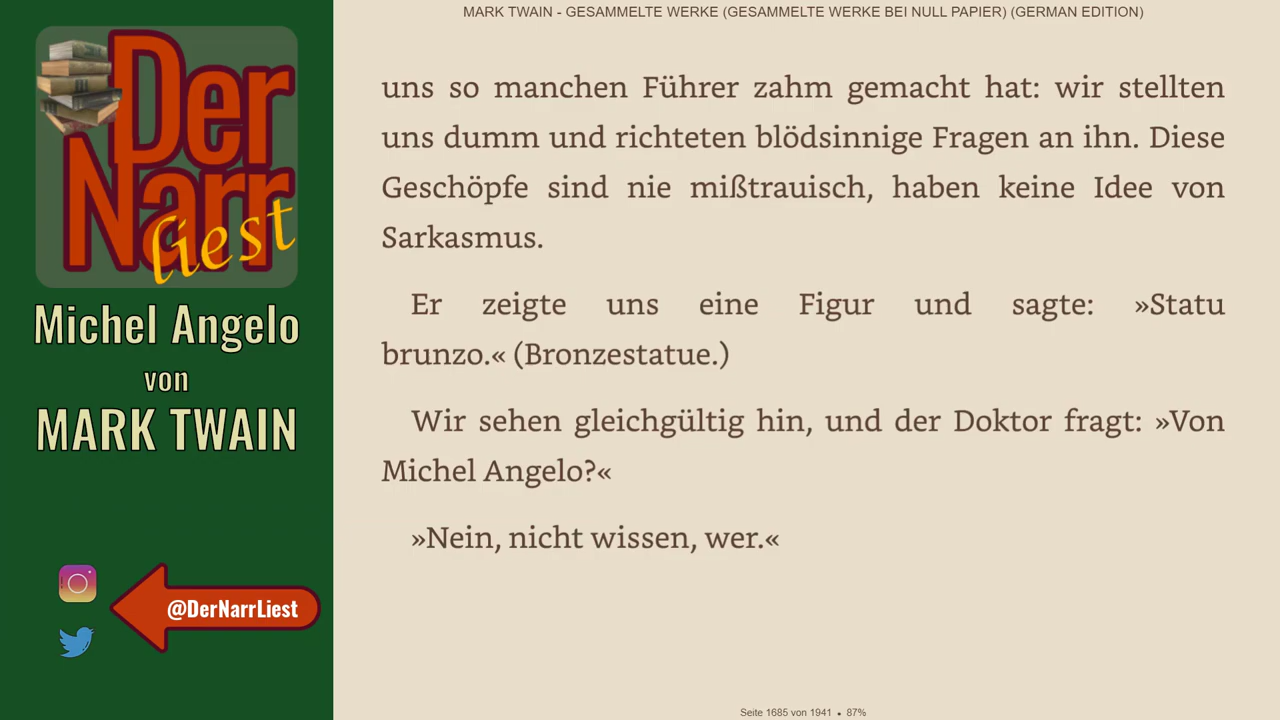 Der
Narr
liest
Michel Angelo
von
MARK TWAIN
@DerNarrLiest
MARK TWAIN - GESAMMELTE WERKE (GESAMMELTE WERKE BEI NULL PAPIER) (GERMAN EDITION)
uns so manchen Führer zahm gemacht hat: wir stellten
uns dumm und richteten blödsinnige Fragen an ihn. Diese
Geschöpfe sind nie mißtrauisch, haben keine Idee von
Sarkasmus.
Er zeigte uns eine Figur und sagte: »Statu
brunzo.« (Bronzestatue.)
Wir sehen gleichgültig hin, und der Doktor fragt: »Von
Michel Angelo?«
»Nein, nicht wissen, wer.«
Seite 1685 von 1941 • 87%